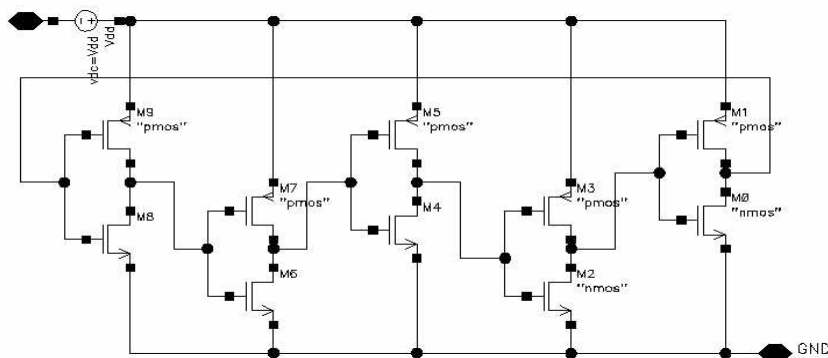 vdc=Vdd
Vdd
M9
"pmos"
M5
"pmos"
M1
"pmos"
M7
"pmos"
M3
"pmos"
M8
M4
M0
"nmos"
M6
M2
"nmos"
GND